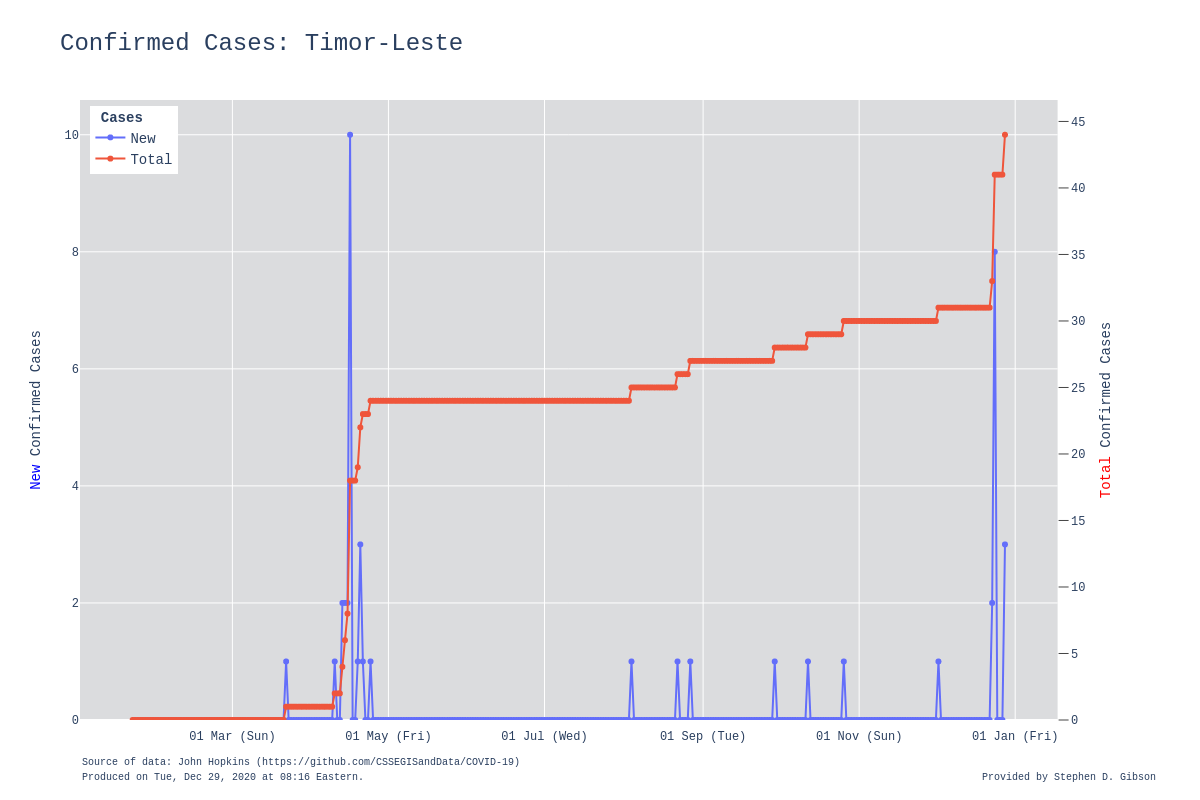 Confirmed Cases: Timor-Leste
Cases
New
Total
10
8
6
4
2
0
45
40
35
30
25
20
15
10
5
0
New Confirmed Cases
Total Confirmed Cases
01 Mar (Sun)
01 May (Fri)
01 Jul (Wed)
01 Sep (Tue)
01 Nov (Sun)
01 Jan (Fri)
Source of data: John Hopkins (https://github.com/CSSEGISandData/COVID-19)
Produced on Tue, Dec 29, 2020 at 08:16 Eastern.
Provided by Stephen D. Gibson